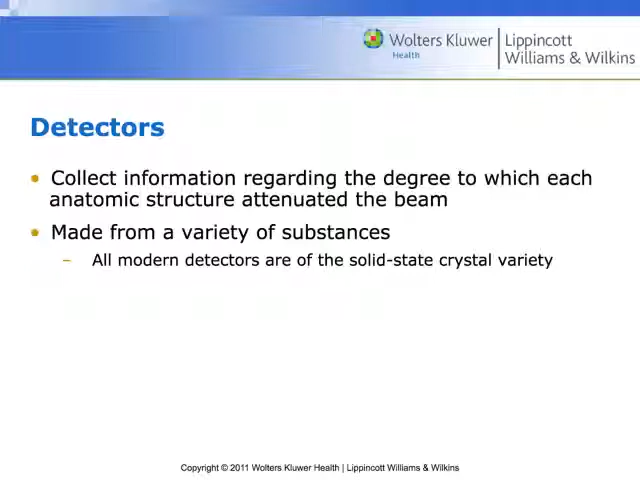 Wolters Kluwer
Health
Lippincott
Williams & Wilkins
Detectors
• Collect information regarding the degree to which each
anatomic structure attenuated the beam
• Made from a variety of substances
– All modern detectors are of the solid-state crystal variety
Copyright © 2011 Wolters Kluwer Health | Lippincott Williams & Wilkins